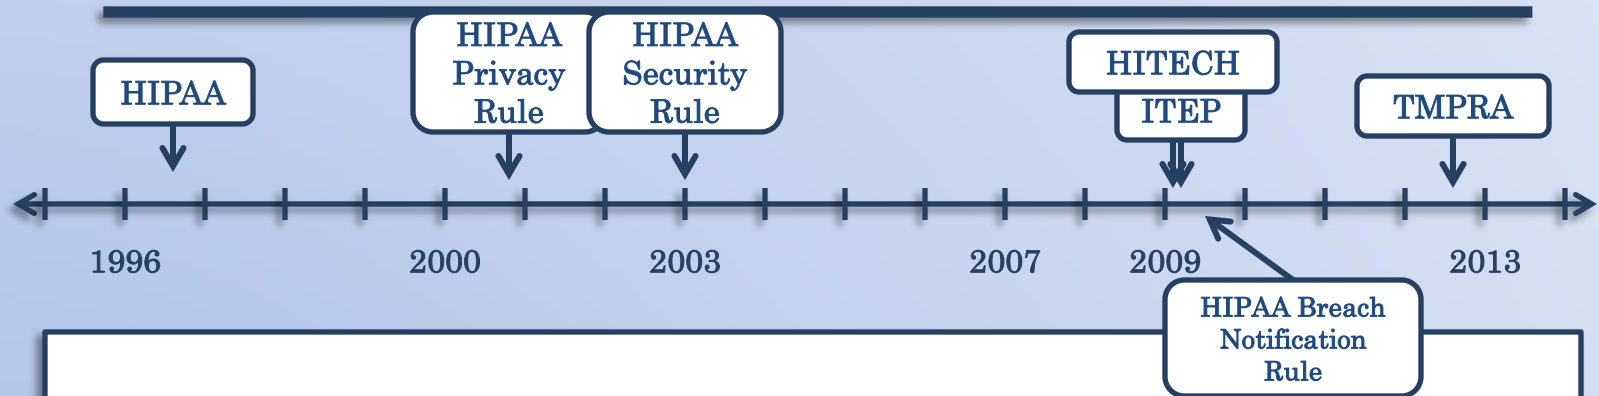 HIPAA
HIPAA
Privacy
Rule
HIPAA
Security
Rule
HITECH
ITEP
TMPRA
1996
2000
2003
2007
2009
2013
HIPAA Breach
Notification
Rule